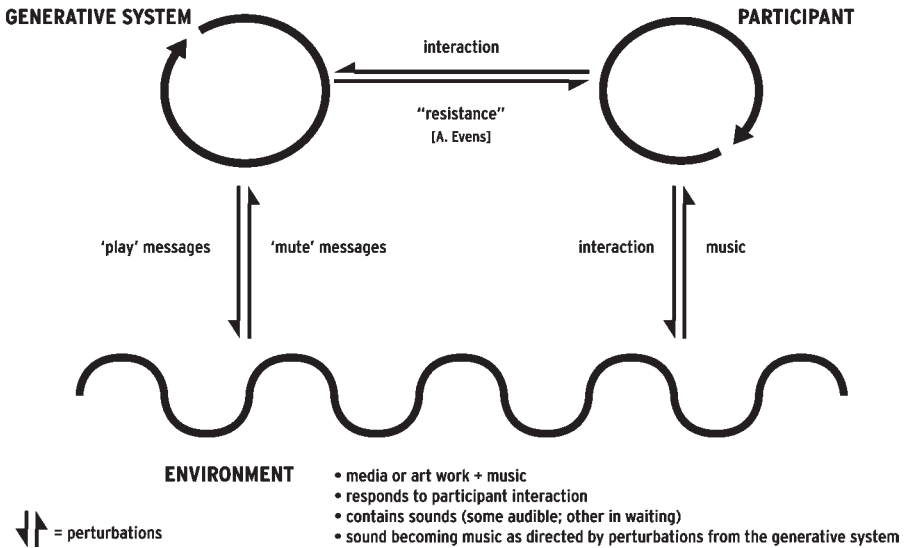 GENERATIVE SYSTEM
PARTICIPANT
interaction
“resistance”
[A. Evens]
‘play’ messages
‘mute’ messages
interaction
music
ENVIRONMENT
• media or art work + music
• responds to participant interaction
• contains sounds (some audible; other in waiting)
• sound becoming music as directed by perturbations from the generative system
= perturbations